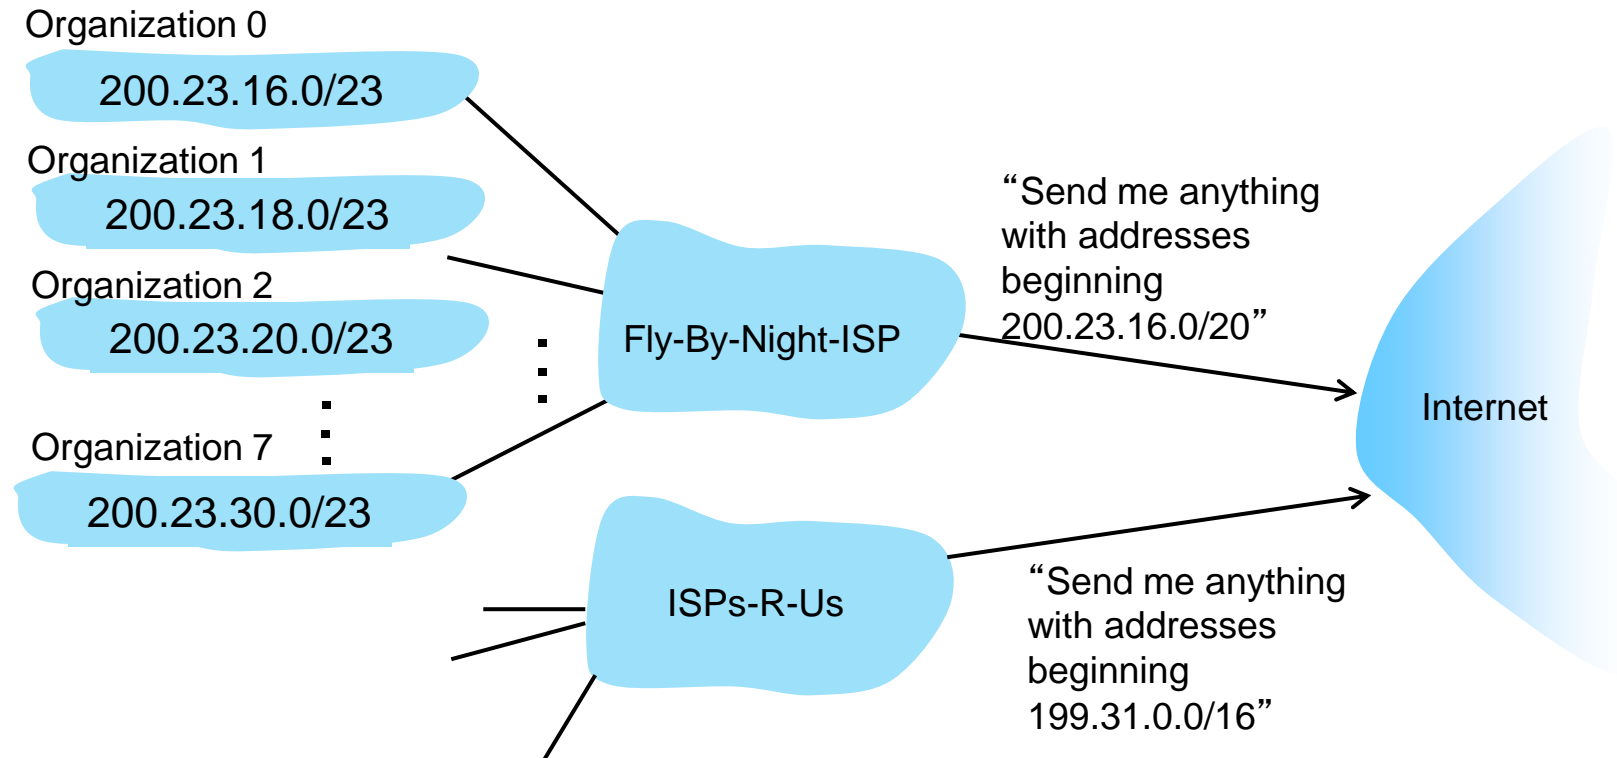 Organization 0
200.23.16.0/23
Organization 1
200.23.18.0/23
Organization 2
200.23.20.0/23
Organization 7
200.23.30.0/23
Fly-By-Night-ISP
ISPs-R-Us
“Send me anything
with addresses
beginning
200.23.16.0/20”
“Send me anything
with addresses
beginning
199.31.0.0/16”
Internet